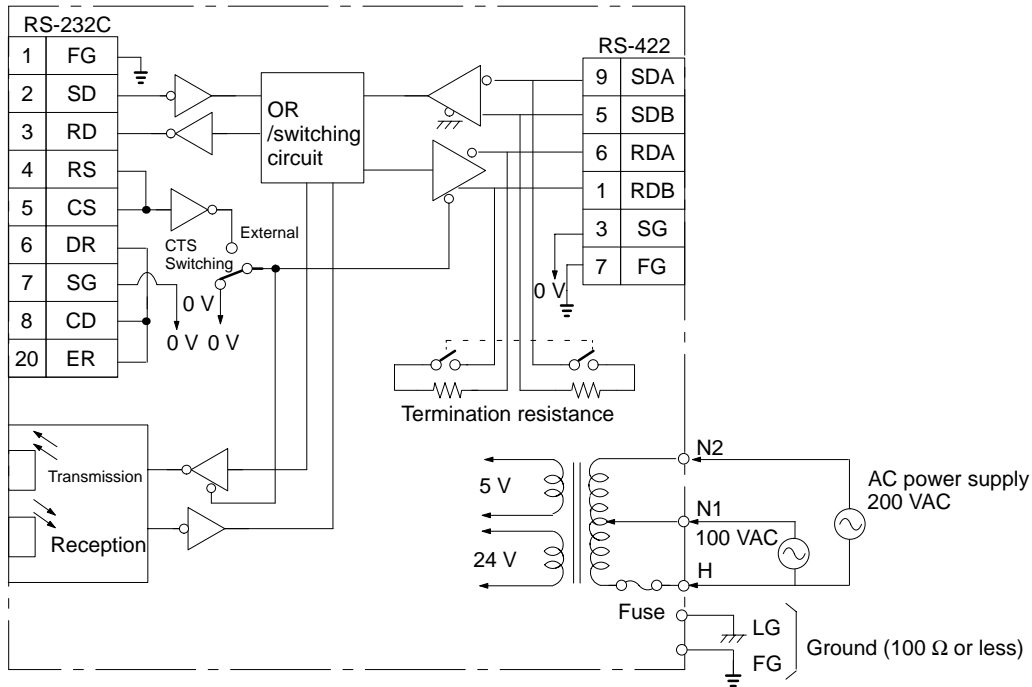 RS-232C
1 FG
2 SD
3 RD
4 RS
5 CS
6 DR
7 SG
8 CD
20 ER
OR
/switching
circuit
RS-422
9 SDA
5 SDB
6 RDA
1 RDB
3 SG
7 FG
0 V
External
CTS
Switching
0 V
0 V 0 V
Termination resistance
Transmission
Reception
5 V
24 V
N2
N1
100 VAC
H
Fuse
AC power supply
200 VAC
LG
FG
Ground (100 Ω or less)